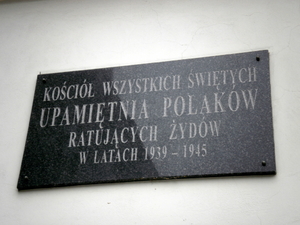 KOŚCIÓŁ WSZYSTKICH ŚWIĘTYCH
UPAMIĘTNIA POLAKÓW
RATUJĄCYCH ŻYDÓW
W LATACH 1939 – 1945